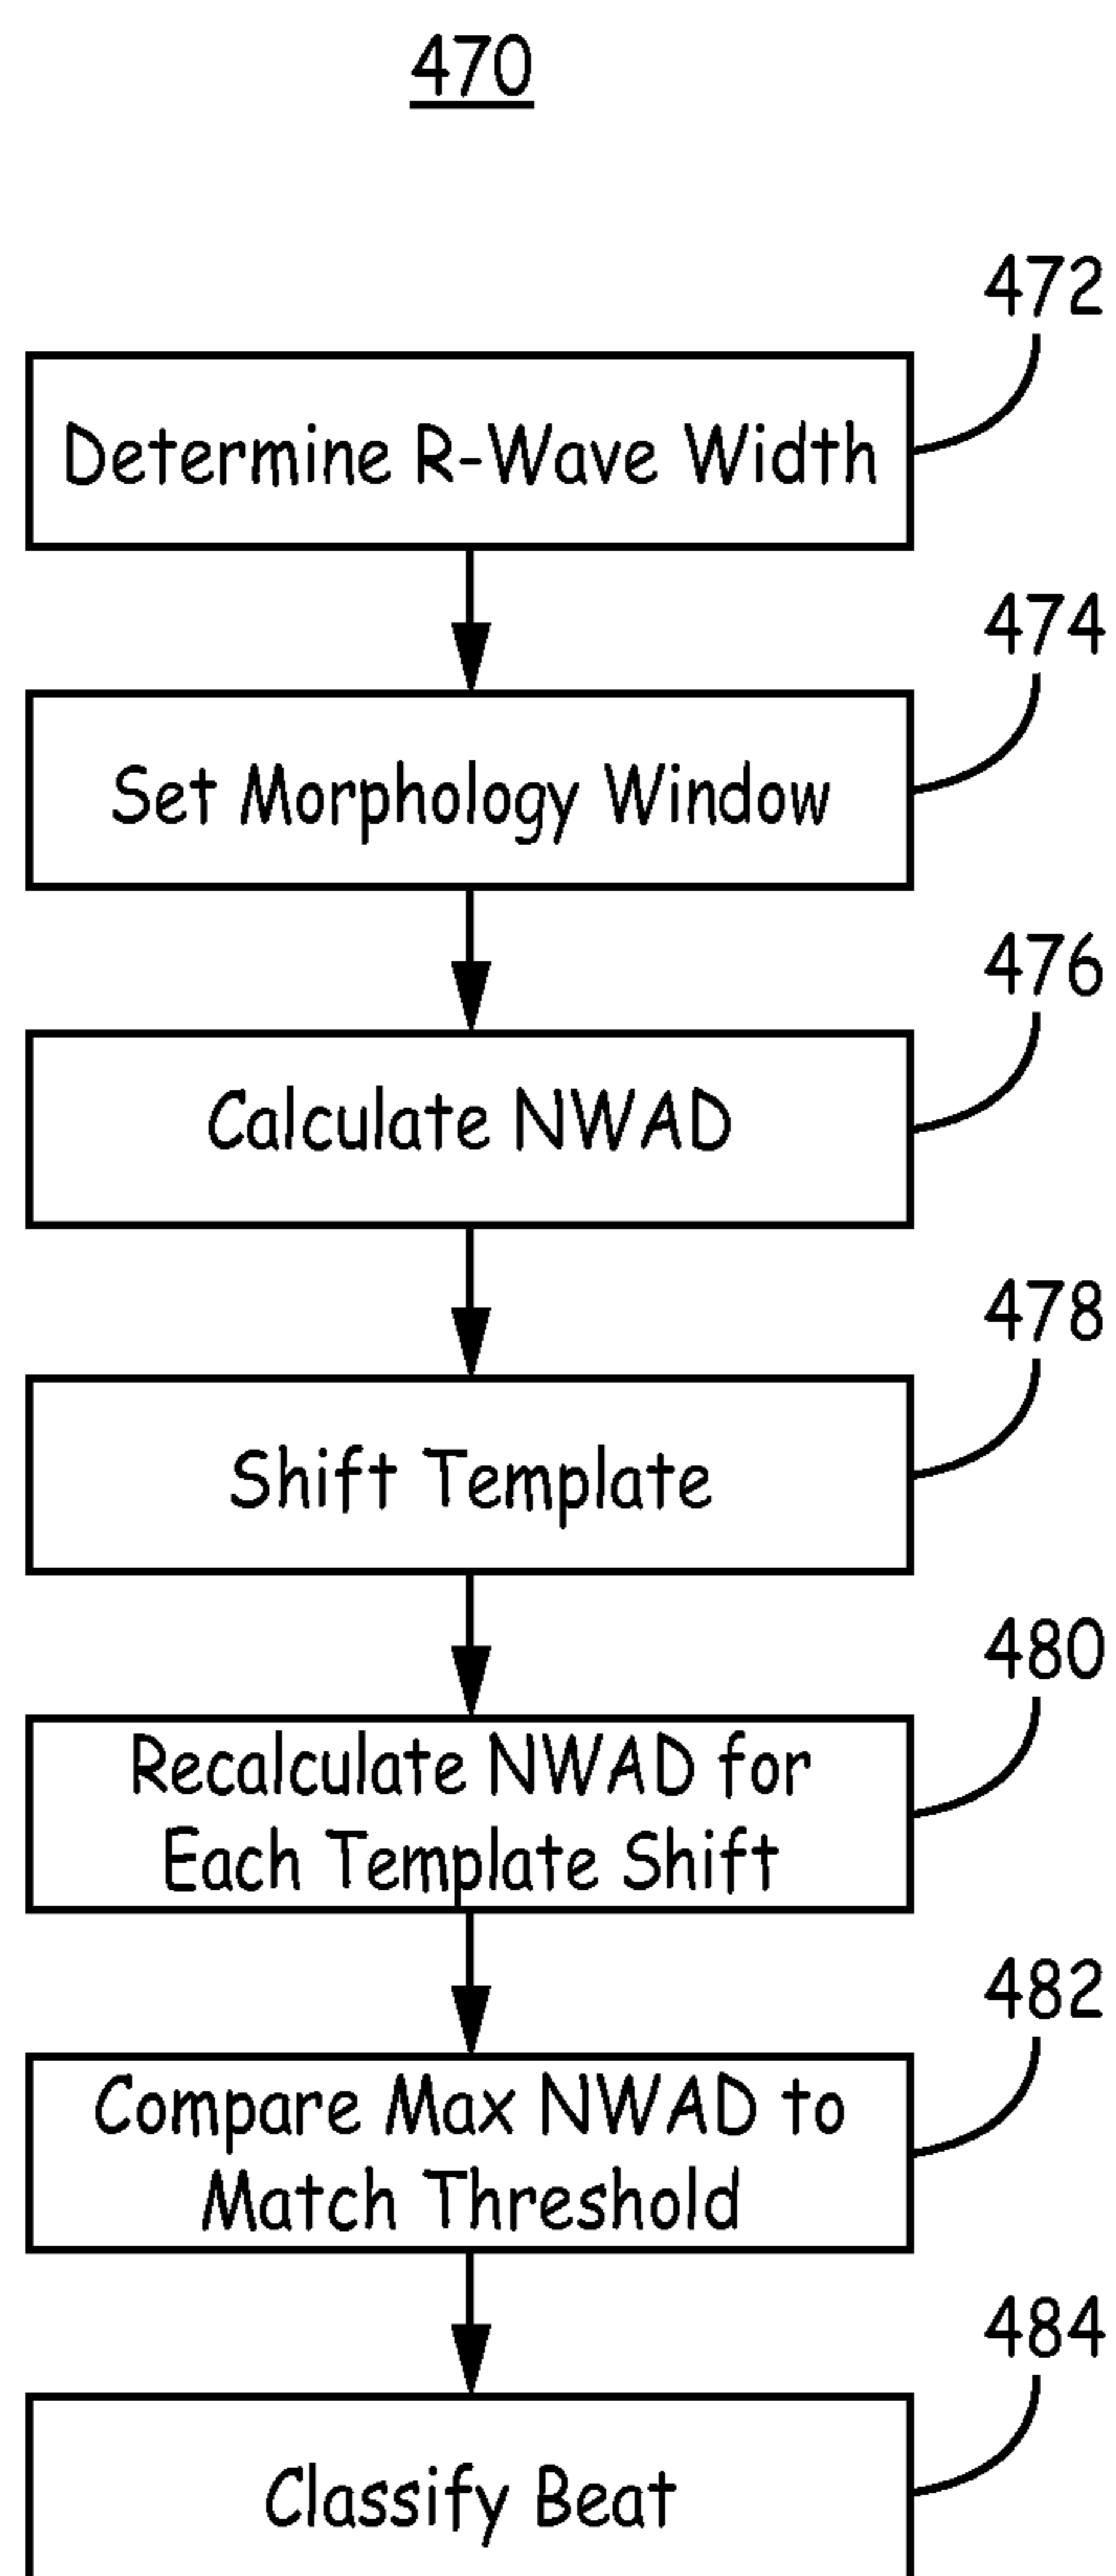 470
472
Determine R-Wave Width
474
Set Morphology Window
476
Calculate NWAD
478
Shift Template
480
Recalculate NWAD for
Each Template Shift
482
Compare Max NWAD to
Match Threshold
484
Classify Beat